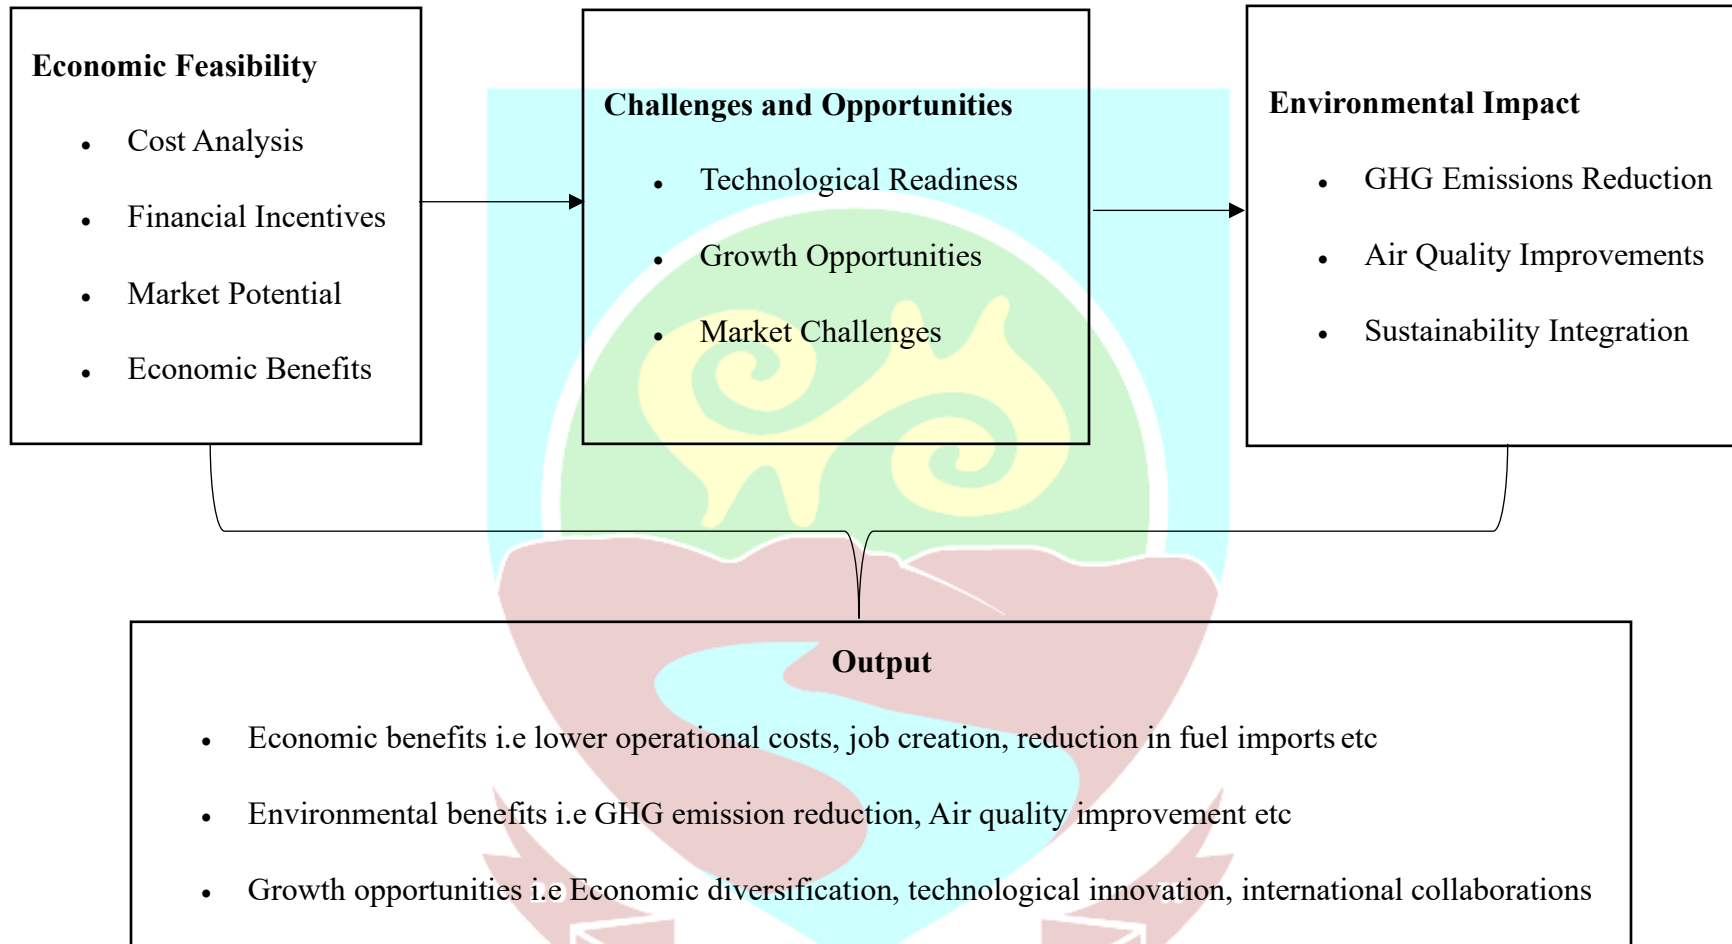 Economic Feasibility
• Cost Analysis
• Financial Incentives
• Market Potential
• Economic Benefits
Challenges and Opportunities
• Technological Readiness
• Growth Opportunities
• Market Challenges
Environmental Impact
• GHG Emissions Reduction
• Air Quality Improvements
• Sustainability Integration
Output
• Economic benefits i.e lower operational costs, job creation, reduction in fuel imports etc
• Environmental benefits i.e GHG emission reduction, Air quality improvement etc
• Growth opportunities i.e Economic diversification, technological innovation, international collaborations